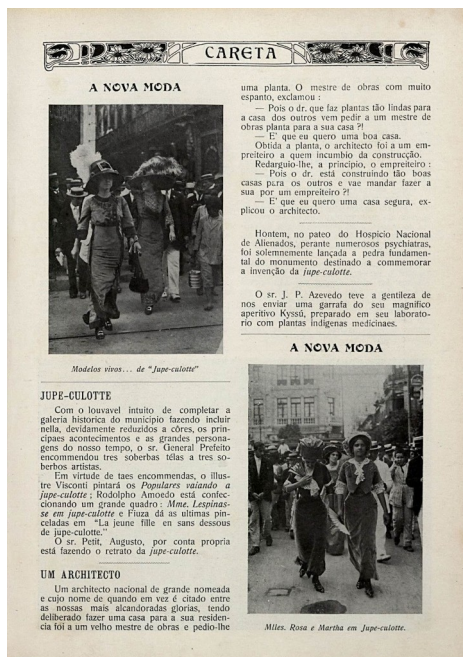 CARETA
A NOVA MODA
Modelos vivos... de "Jupe-culotte"
JUPE-CULOTTE
Com o louvavel intuito de completar a
galeria historica do municipio fazendo incluir
nella, devidamente reduzidos a côres, os prin-
cipaes acontecimentos e as grandes persona-
gens do nosso tempo, o sr. General Prefeito
encommendou tres soberbas télas a tres so-
berbos artistas.
Em virtude de taes encommendas, o illus-
tre Visconti pintará os Populares vaiando a
jupe-culotte; Rodolpho Amoedo está confec-
cionando um grande quadro: Mme. Lespinas-
se em jupe-culotte e Fiuza dá as ultimas pin-
celadas em "La jeune fille en sans dessous
de jupe-culotte."
O sr. Petit, Augusto, por conta propria
está fazendo o retrato da jupe-culotte.
UM ARCHITECTO
Um architecto nacional de grande nomeada
e cujo nome de quando em vez é citado entre
as nossas mais alcandoradas glorias, tendo
deliberado fazer uma casa para a sua residen-
cia foi a um velho mestre de obras e pedio-lhe
uma planta. O mestre de obras com muito
espanto, exclamou:
— Pois o dr. que faz plantas tão lindas para
a casa dos outros vem pedir a um mestre de
obras planta para a sua casa?!
— E' que eu quero uma boa casa.
Obtida a planta, o architecto foi a um em-
preiteiro a quem incumbio da construcção.
Redarguio-lhe, a principio, o empreiteiro:
— Pois o dr. está construindo tão boas
casas para os outros e vae mandar fazer a
sua por um empreiteiro?!
— E' que eu quero uma casa segura, ex-
plicou o architecto.
Hontem, no pateo do Hospicio Nacional
de Alienados, perante numerosos psychiatras,
foi solemnemente lançada a pedra fundamen-
tal do monumento destinado a commemorar
a invenção da jupe-culotte.
O sr. J. P. Azevedo teve a gentileza de
nos enviar uma garrafa do seu magnifico
aperitivo Kyssú, preparado em seu laborato-
rio com plantas indigenas medicinaes.
A NOVA MODA
Mlles. Rosa e Martha em Jupe-culotte.